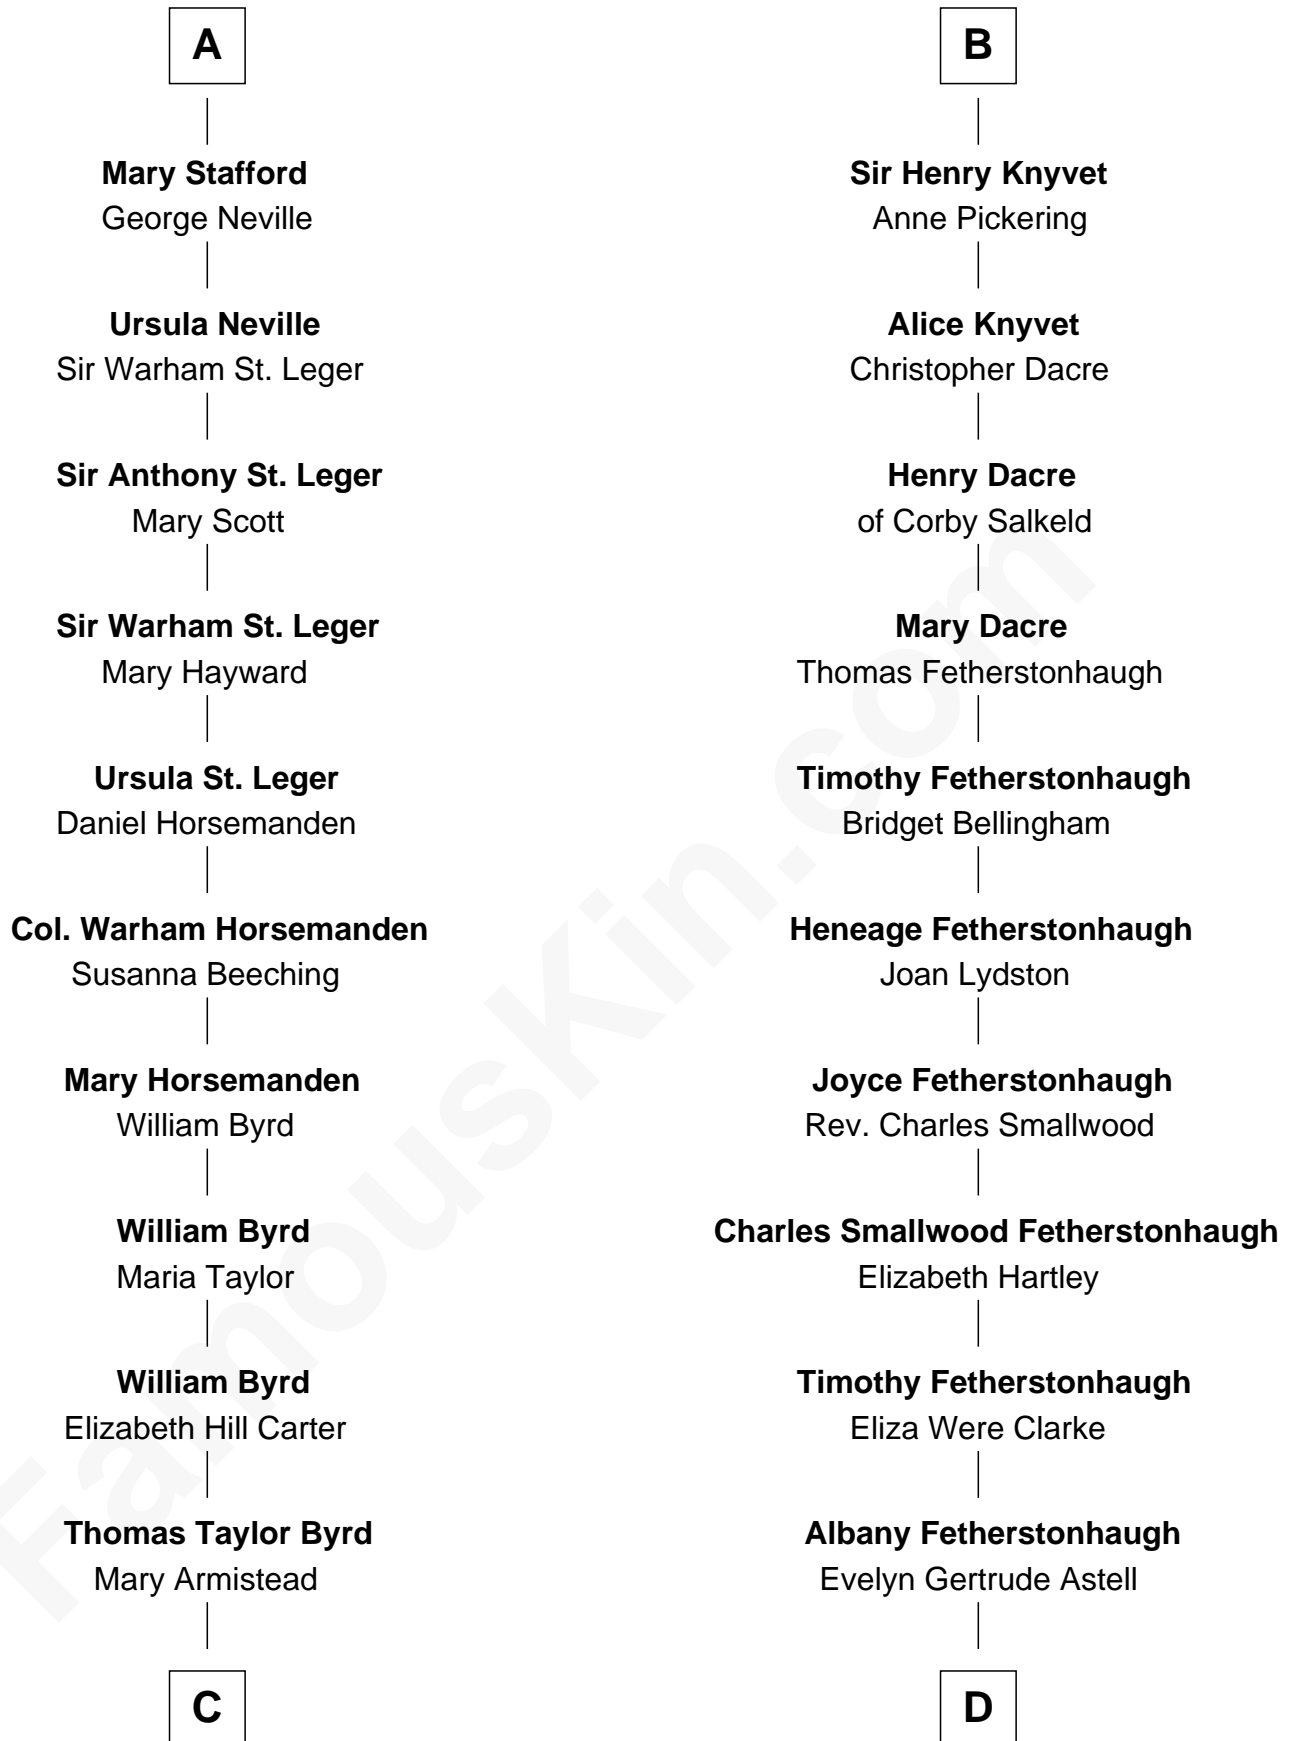 A
Mary Stafford
George Neville
Ursula Neville
Sir Warham St. Leger
Sir Anthony St. Leger
Mary Scott
Sir Warham St. Leger
Mary Hayward
Ursula St. Leger
Daniel Horsemanden
Col. Warham Horsemanden
Susanna Beeching
Mary Horsemanden
William Byrd
William Byrd
Maria Taylor
William Byrd
Elizabeth Hill Carter
Thomas Taylor Byrd
Mary Armistead
C
B
Sir Henry Knyvet
Anne Pickering
Alice Knyvet
Christopher Dacre
Henry Dacre
of Corby Salkeld
Mary Dacre
Thomas Fetherstonhaugh
Timothy Fetherstonhaugh
Bridget Bellingham
Heneage Fetherstonhaugh
Joan Lydston
Joyce Fetherstonhaugh
Rev. Charles Smallwood
Charles Smallwood Fetherstonhaugh
Elizabeth Hartley
Timothy Fetherstonhaugh
Eliza Were Clarke
Albany Fetherstonhaugh
Evelyn Gertrude Astell
D
FamousKin.com